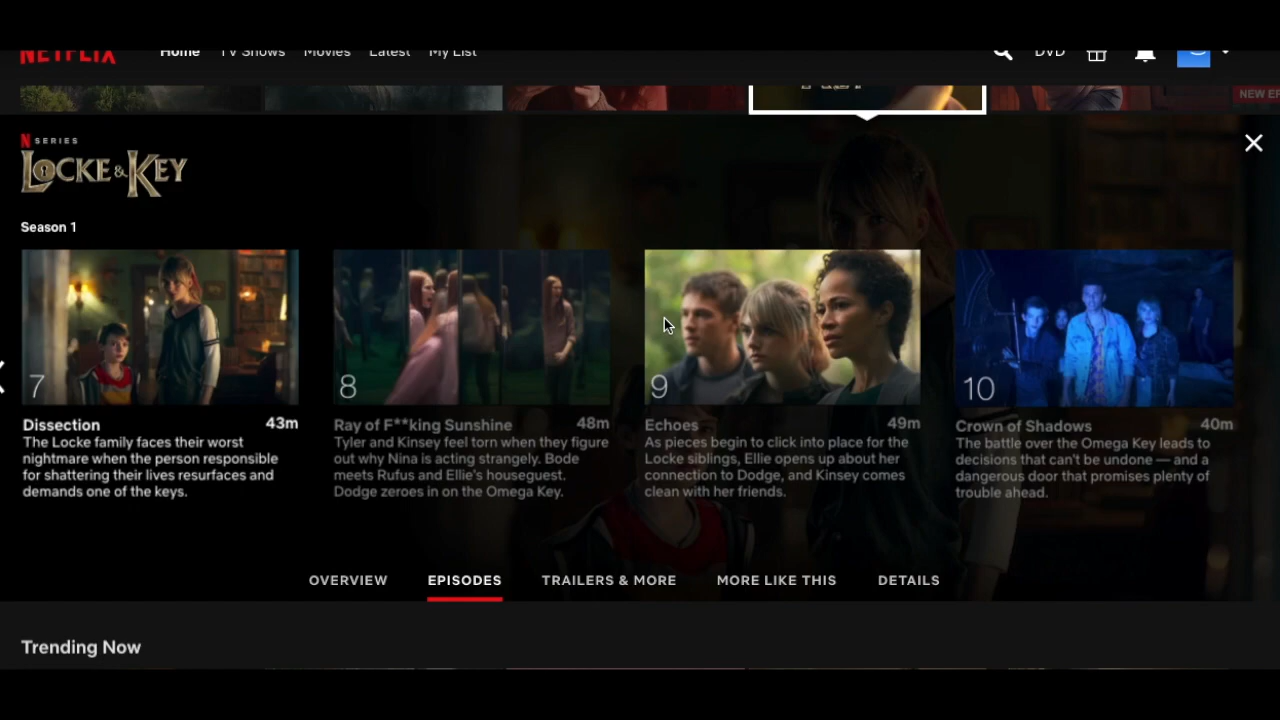 NETFLIX
Home TV Shows Movies Latest My List DVD
NEW EP
N SERIES
LOCKE & KEY
Season 1
7
Dissection 43m
The Locke family faces their worst
nightmare when the person responsible
for shattering their lives resurfaces and
demands one of the keys.
8
Ray of F**king Sunshine 48m
Tyler and Kinsey feel torn when they figure
out why Nina is acting strangely. Bode
meets Rufus and Ellie's houseguest.
Dodge zeroes in on the Omega Key.
9
Echoes 49m
As pieces begin to click into place for the
Locke siblings, Ellie opens up about her
connection to Dodge, and Kinsey comes
clean with her friends.
10
Crown of Shadows 40m
The battle over the Omega Key leads to
decisions that can't be undone — and a
dangerous door that promises plenty of
trouble ahead.
OVERVIEW EPISODES TRAILERS & MORE MORE LIKE THIS DETAILS
Trending Now